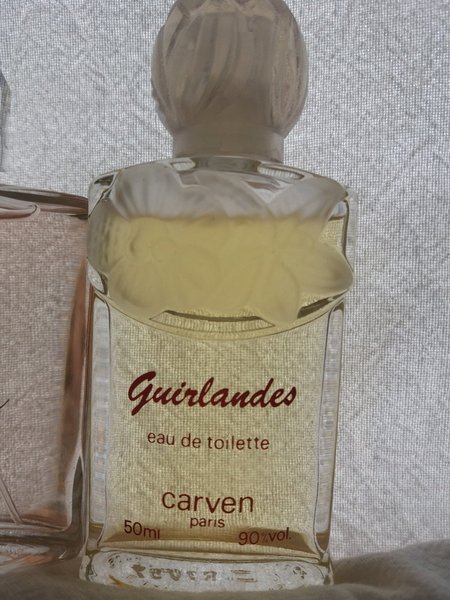 Guirlandes
eau de toilette
carven
paris
50ml 90%vol.